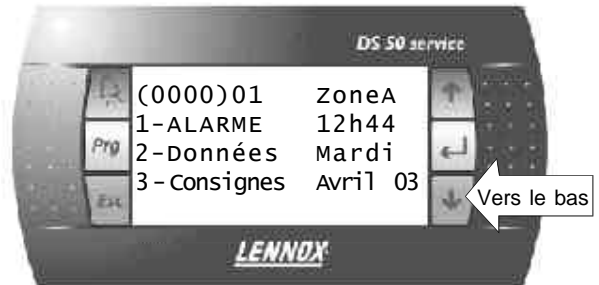 DS 50 service
(0000)01 ZoneA
1-ALARME 12h44
Prg
2-Données Mardi
3-Consignes Avril 03
Esc
Vers le bas
LENNOX